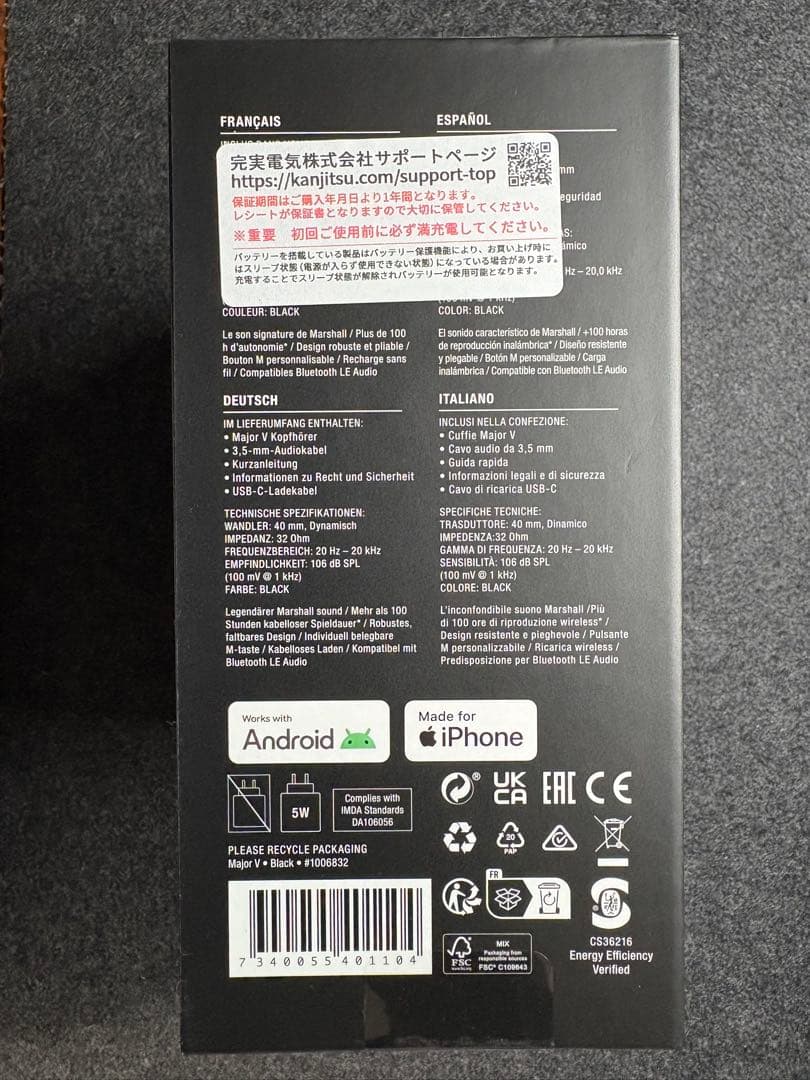 FRANÇAIS
ESPAÑOL
完実電気株式会社サポートページ
https://kanjitsu.com/support-top
保証期間はご購入年月日より1年間となります。
レシートが保証書となりますので大切に保管してください。
※重要 初回ご使用前に必ず満充電してください。
バッテリーを搭載している製品はバッテリー保護機能により、お買い上げ時に
はスリープ状態(電源が入らず使用できない状態)になっている場合があります。
充電することでスリープ状態が解除されバッテリーが使用可能となります。
mm
eguridad
AS:
ámico
Hz – 20,0 kHz
COULEUR: BLACK
Le son signature de Marshall / Plus de 100
h d'autonomie* / Design robuste et pliable /
Bouton M personnalisable / Recharge sans
fil / Compatibles Bluetooth LE Audio
(100 mV @ 1 kHz)
COLOR: BLACK
El sonido característico de Marshall / +100 horas
de reproducción inalámbrica* / Diseño resistente
y plegable / Botón M personalizable / Carga
inalámbrica / Compatible con Bluetooth LE Audio
DEUTSCH
IM LIEFERUMFANG ENTHALTEN:
• Major V Kopfhörer
• 3,5-mm-Audiokabel
• Kurzanleitung
• Informationen zu Recht und Sicherheit
• USB-C-Ladekabel
TECHNISCHE SPEZIFIKATIONEN:
WANDLER: 40 mm, Dynamisch
IMPEDANZ: 32 Ohm
FREQUENZBEREICH: 20 Hz – 20 kHz
EMPFINDLICHKEIT: 106 dB SPL
(100 mV @ 1 kHz)
FARBE: BLACK
Legendärer Marshall sound / Mehr als 100
Stunden kabelloser Spieldauer* / Robustes,
faltbares Design / Individuell belegbare
M-taste / Kabelloses Laden / Kompatibel mit
Bluetooth LE Audio
ITALIANO
INCLUSI NELLA CONFEZIONE:
• Cuffie Major V
• Cavo audio da 3,5 mm
• Guida rapida
• Informazioni legali e di sicurezza
• Cavo di ricarica USB-C
SPECIFICHE TECNICHE:
TRASDUTTORE: 40 mm, Dinamico
IMPEDENZA:32 Ohm
GAMMA DI FREQUENZA: 20 Hz – 20 kHz
SENSIBILITÀ: 106 dB SPL
(100 mV @ 1 kHz)
COLORE: BLACK
L'inconfondibile suono Marshall /Più
di 100 ore di riproduzione wireless* /
Design resistente e pieghevole / Pulsante
M personalizzabile / Ricarica wireless /
Predisposizione per Bluetooth LE Audio
Works with
Android
Made for
iPhone
5W
Complies with
IMDA Standards
DA106056
UK
CA
EAC
CE
20
PAP
PLEASE RECYCLE PACKAGING
Major V • Black • #1006832
7 340055 401104
FR
FSC
www.fsc.org
MIX
Packaging from
responsible sources
FSC® C109643
CS36216
Energy Efficiency
Verified